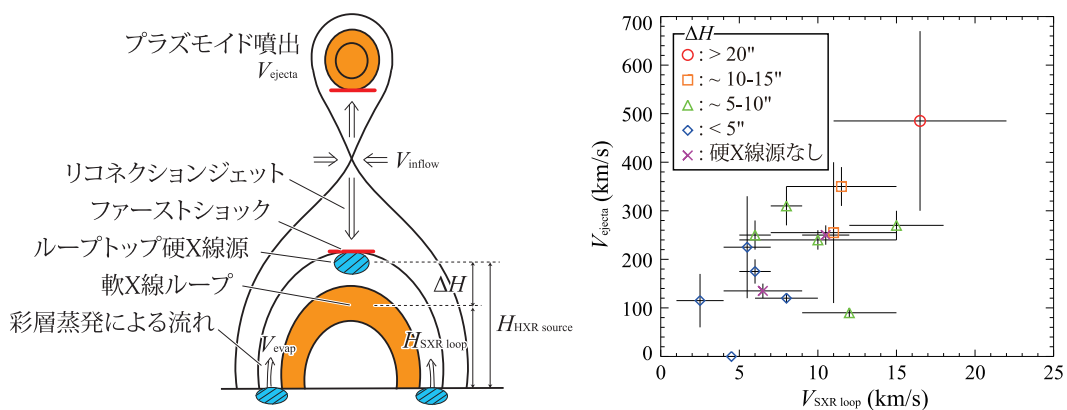 プラズモイド噴出
Vejecta
Vinflow
リコネクションジェット
ファーストショック
ループトップ硬X線源
軟X線ループ
彩層蒸発による流れ
ΔH
HHXR source
Vevap
HSXR loop
700
600
500
400
300
200
100
0
Vejecta (km/s)
ΔH
: > 20"
: ~ 10-15"
: ~ 5-10"
: < 5"
: 硬X線源なし
0 5 10 15 20 25
VSXR loop (km/s)